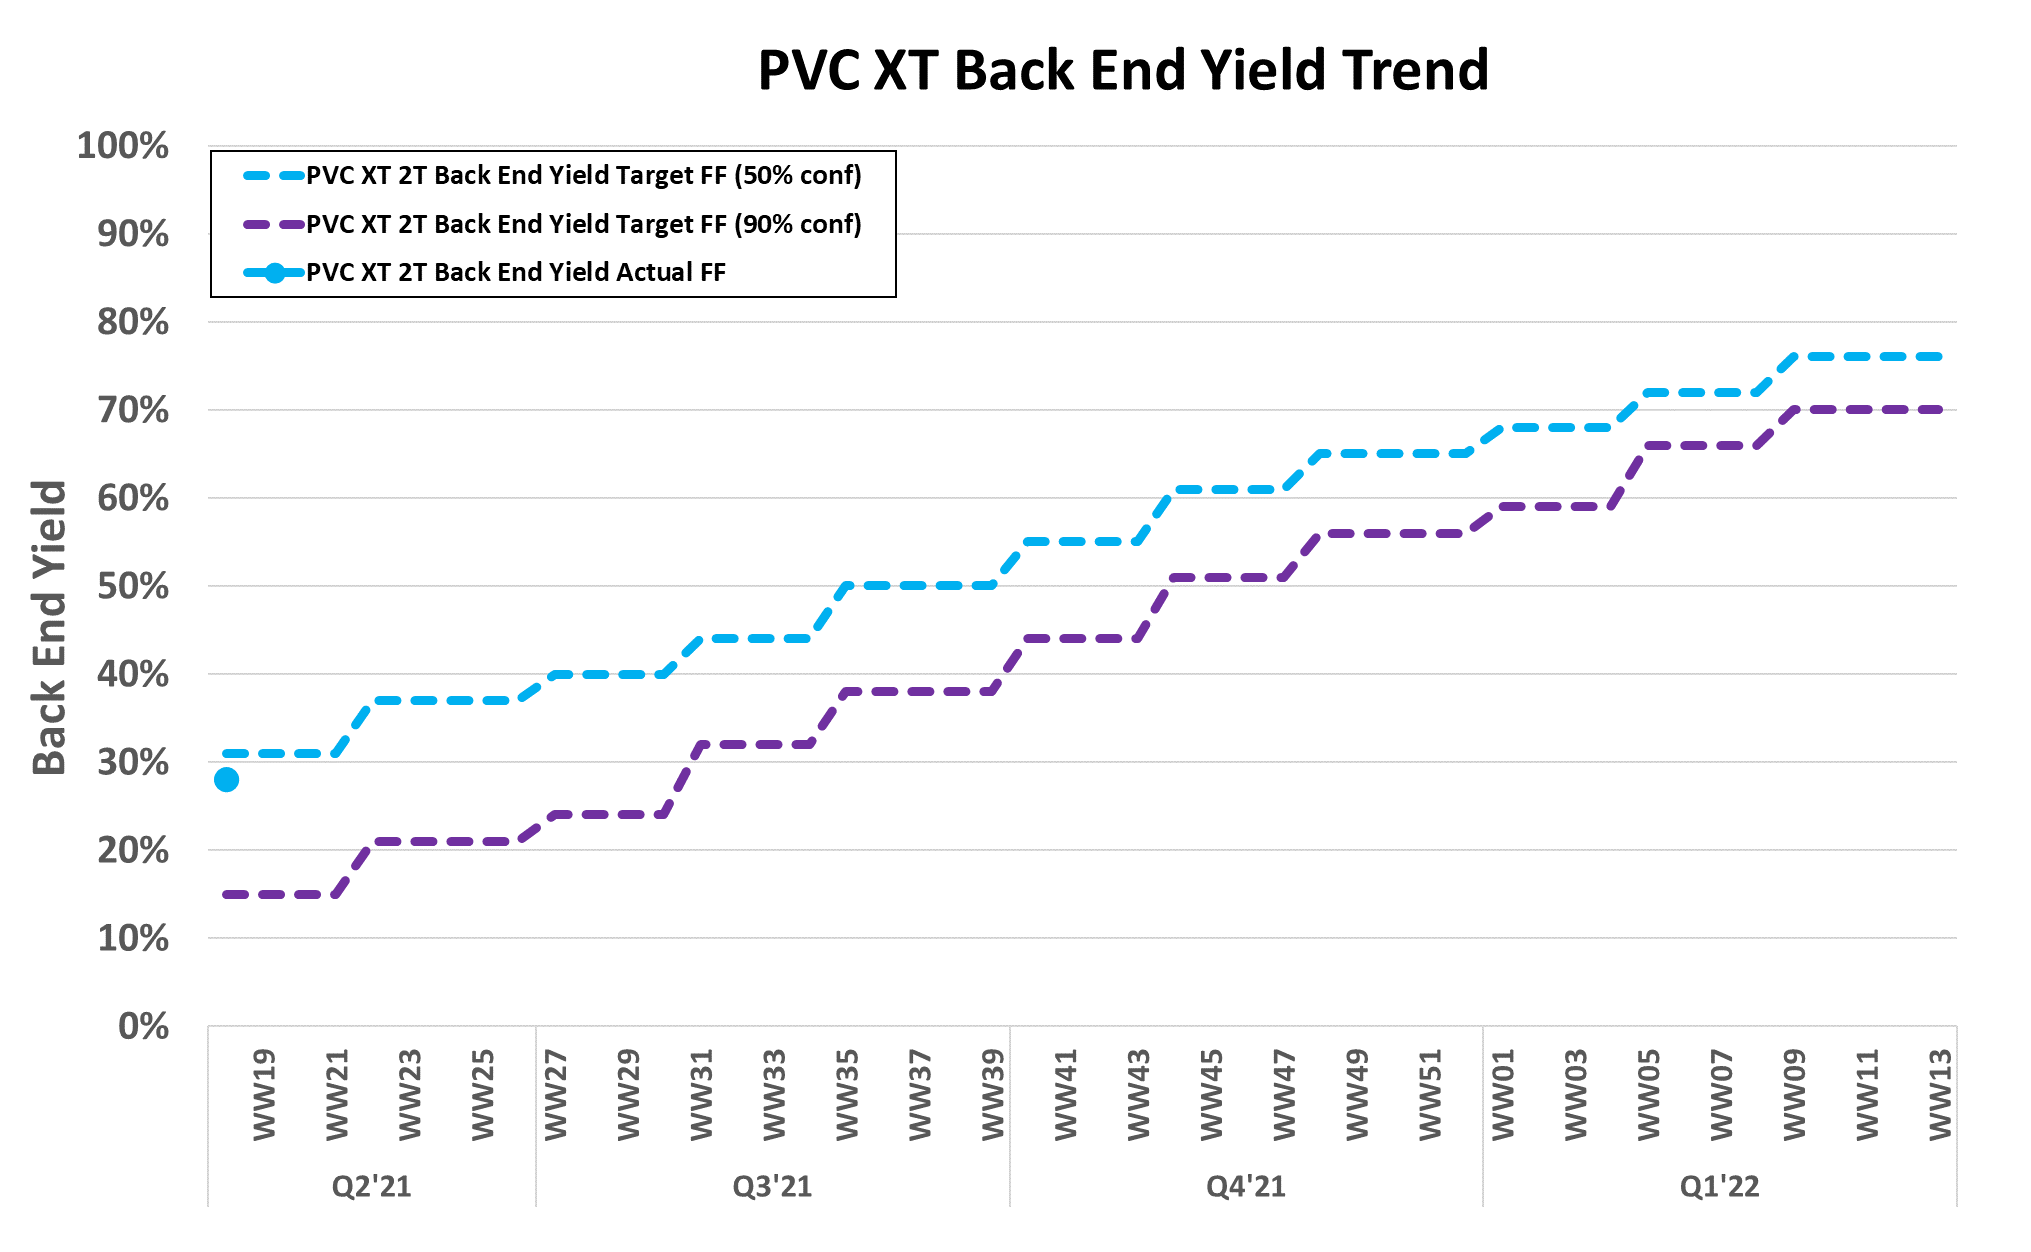 PVC XT Back End Yield Trend
100%
90%
80%
70%
60%
50%
40%
30%
20%
10%
0%
Back End Yield
PVC XT 2T Back End Yield Target FF (50% conf)
PVC XT 2T Back End Yield Target FF (90% conf)
PVC XT 2T Back End Yield Actual FF
WW19
WW21
WW23
WW25
WW27
WW29
WW31
WW33
WW35
WW37
WW39
WW41
WW43
WW45
WW47
WW49
WW51
WW01
WW03
WW05
WW07
WW09
WW11
WW13
Q2'21
Q3'21
Q4'21
Q1'22